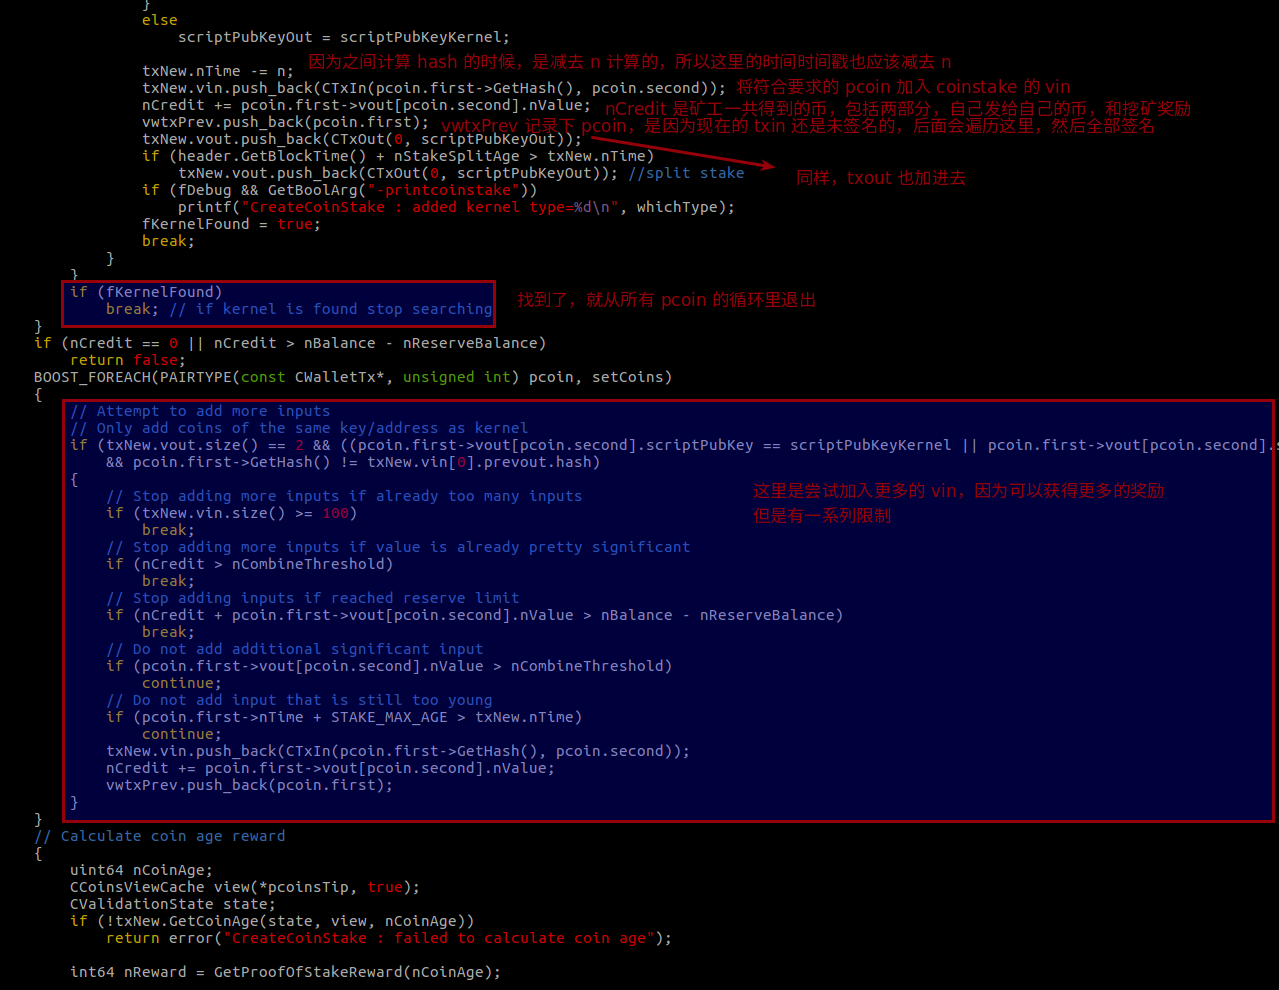 }
else
scriptPubKeyOut = scriptPubKeyKernel;
txNew.nTime -= n; 因为之间计算 hash 的时候，是减去 n 计算的，所以这里的时间时间戳也应该减去 n
txNew.vin.push_back(CTxIn(pcoin.first->GetHash(), pcoin.second)); 将符合要求的 pcoin 加入 coinstake 的 vin
nCredit += pcoin.first->vout[pcoin.second].nValue; nCredit 是矿工一共得到的币，包括两部分，自己发给自己的币，和挖矿奖励
vwtxPrev.push_back(pcoin.first); vwtxPrev 记录下 pcoin，是因为现在的 txin 还是未签名的，后面会遍历这里，然后全部签名
txNew.vout.push_back(CTxOut(0, scriptPubKeyOut));
if (header.GetBlockTime() + nStakeSplitAge > txNew.nTime)
txNew.vout.push_back(CTxOut(0, scriptPubKeyOut)); //split stake
同样，txout 也加进去
if (fDebug && GetBoolArg("-printcoinstake"))
printf("CreateCoinStake : added kernel type=%d\n", whichType);
fKernelFound = true;
break;
}
}
if (fKernelFound)
break; // if kernel is found stop searching
找到了，就从所有 pcoin 的循环里退出
}
if (nCredit == 0 || nCredit > nBalance - nReserveBalance)
return false;
BOOST_FOREACH(PAIRTYPE(const CWalletTx*, unsigned int) pcoin, setCoins)
{
// Attempt to add more inputs
// Only add coins of the same key/address as kernel
if (txNew.vout.size() == 2 && ((pcoin.first->vout[pcoin.second].scriptPubKey == scriptPubKeyKernel || pcoin.first->vout[pcoin.second].s
&& pcoin.first->GetHash() != txNew.vin[0].prevout.hash)
{
// Stop adding more inputs if already too many inputs
if (txNew.vin.size() >= 100)
break;
这里是尝试加入更多的 vin，因为可以获得更多的奖励
但是有一系列限制
// Stop adding more inputs if value is already pretty significant
if (nCredit > nCombineThreshold)
break;
// Stop adding inputs if reached reserve limit
if (nCredit + pcoin.first->vout[pcoin.second].nValue > nBalance - nReserveBalance)
break;
// Do not add additional significant input
if (pcoin.first->vout[pcoin.second].nValue > nCombineThreshold)
continue;
// Do not add input that is still too young
if (pcoin.first->nTime + STAKE_MAX_AGE > txNew.nTime)
continue;
txNew.vin.push_back(CTxIn(pcoin.first->GetHash(), pcoin.second));
nCredit += pcoin.first->vout[pcoin.second].nValue;
vwtxPrev.push_back(pcoin.first);
}
}
// Calculate coin age reward
{
uint64 nCoinAge;
CCoinsViewCache view(*pcoinsTip, true);
CValidationState state;
if (!txNew.GetCoinAge(state, view, nCoinAge))
return error("CreateCoinStake : failed to calculate coin age");
int64 nReward = GetProofOfStakeReward(nCoinAge);